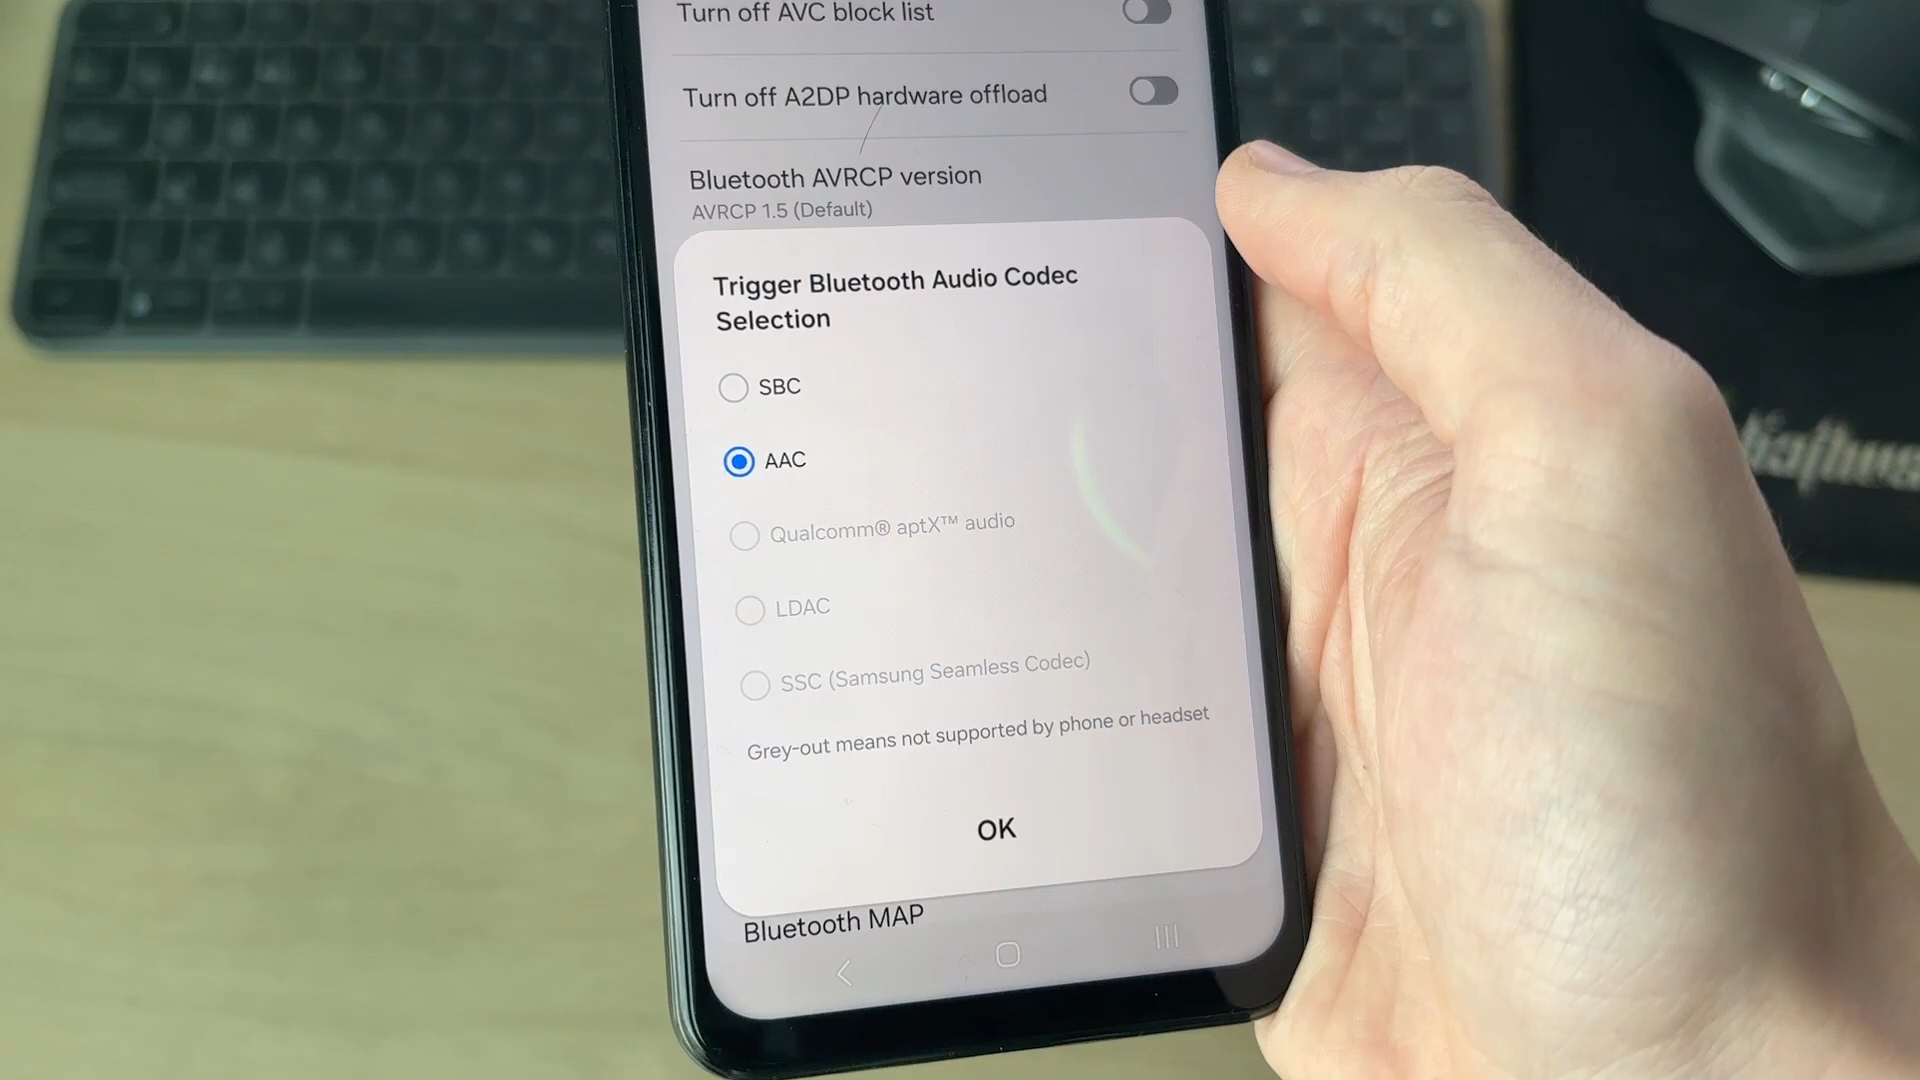 Turn off AVC block list
Turn off A2DP hardware offload
Bluetooth AVRCP version
AVRCP 1.5 (Default)
Trigger Bluetooth Audio Codec
Selection
SBC
AAC
Qualcomm® aptX™ audio
LDAC
SSC (Samsung Seamless Codec)
Grey-out means not supported by phone or headset
OK
Bluetooth MAP